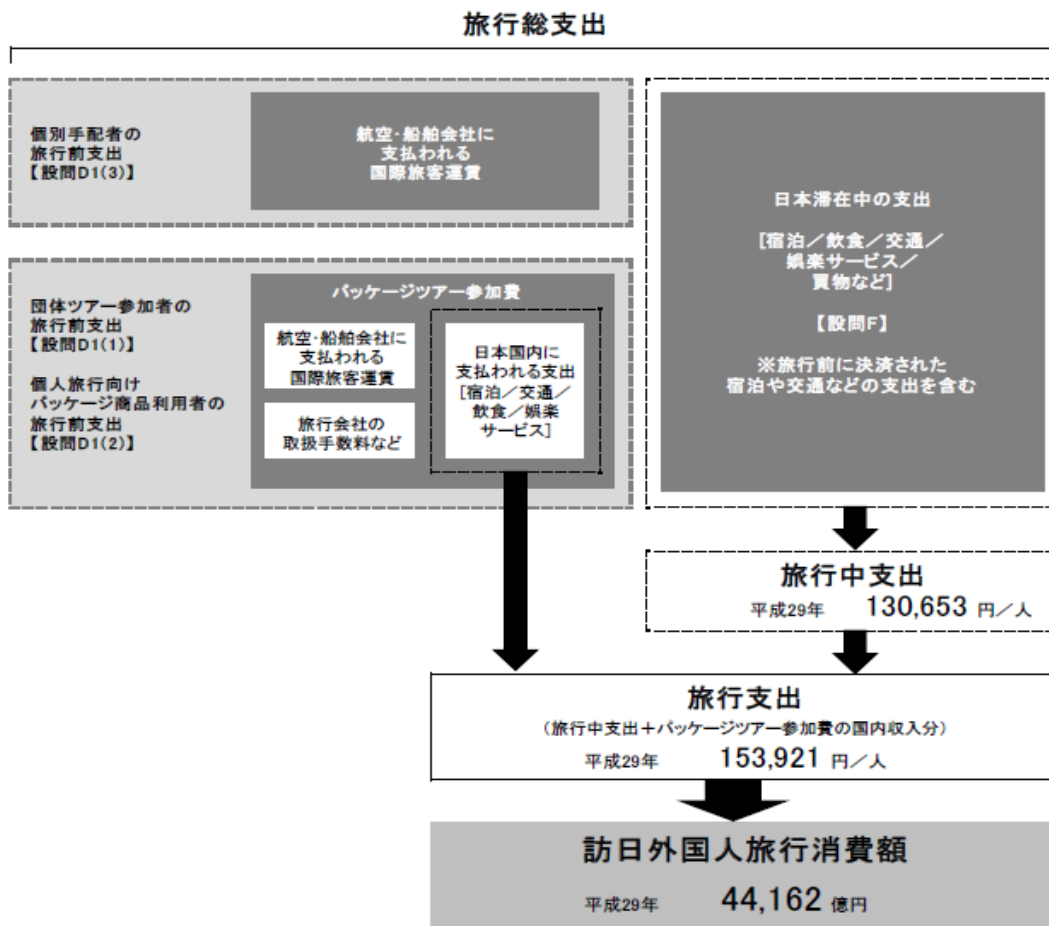 旅行総支出
個別手配者の
旅行前支出
【設問D1(3)】
航空・船舶会社に
支払われる
国際旅客運賃
団体ツアー参加者の
旅行前支出
【設問D1(1)】
個人旅行向け
パッケージ商品利用者の
旅行前支出
【設問D1(2)】
パッケージツアー参加費
航空・船舶会社に
支払われる
国際旅客運賃
旅行会社の
取扱手数料など
日本国内に
支払われる支出
[宿泊／交通／
飲食／娯楽
サービス]
日本滞在中の支出
[宿泊／飲食／交通／
娯楽サービス／
買物など]
【設問F】
※旅行前に決済された
宿泊や交通などの支出を含む
旅行中支出
平成29年 130,653 円／人
旅行支出
（旅行中支出＋パッケージツアー参加費の国内収入分）
平成29年 153,921 円／人
訪日外国人旅行消費額
平成29年 44,162 億円